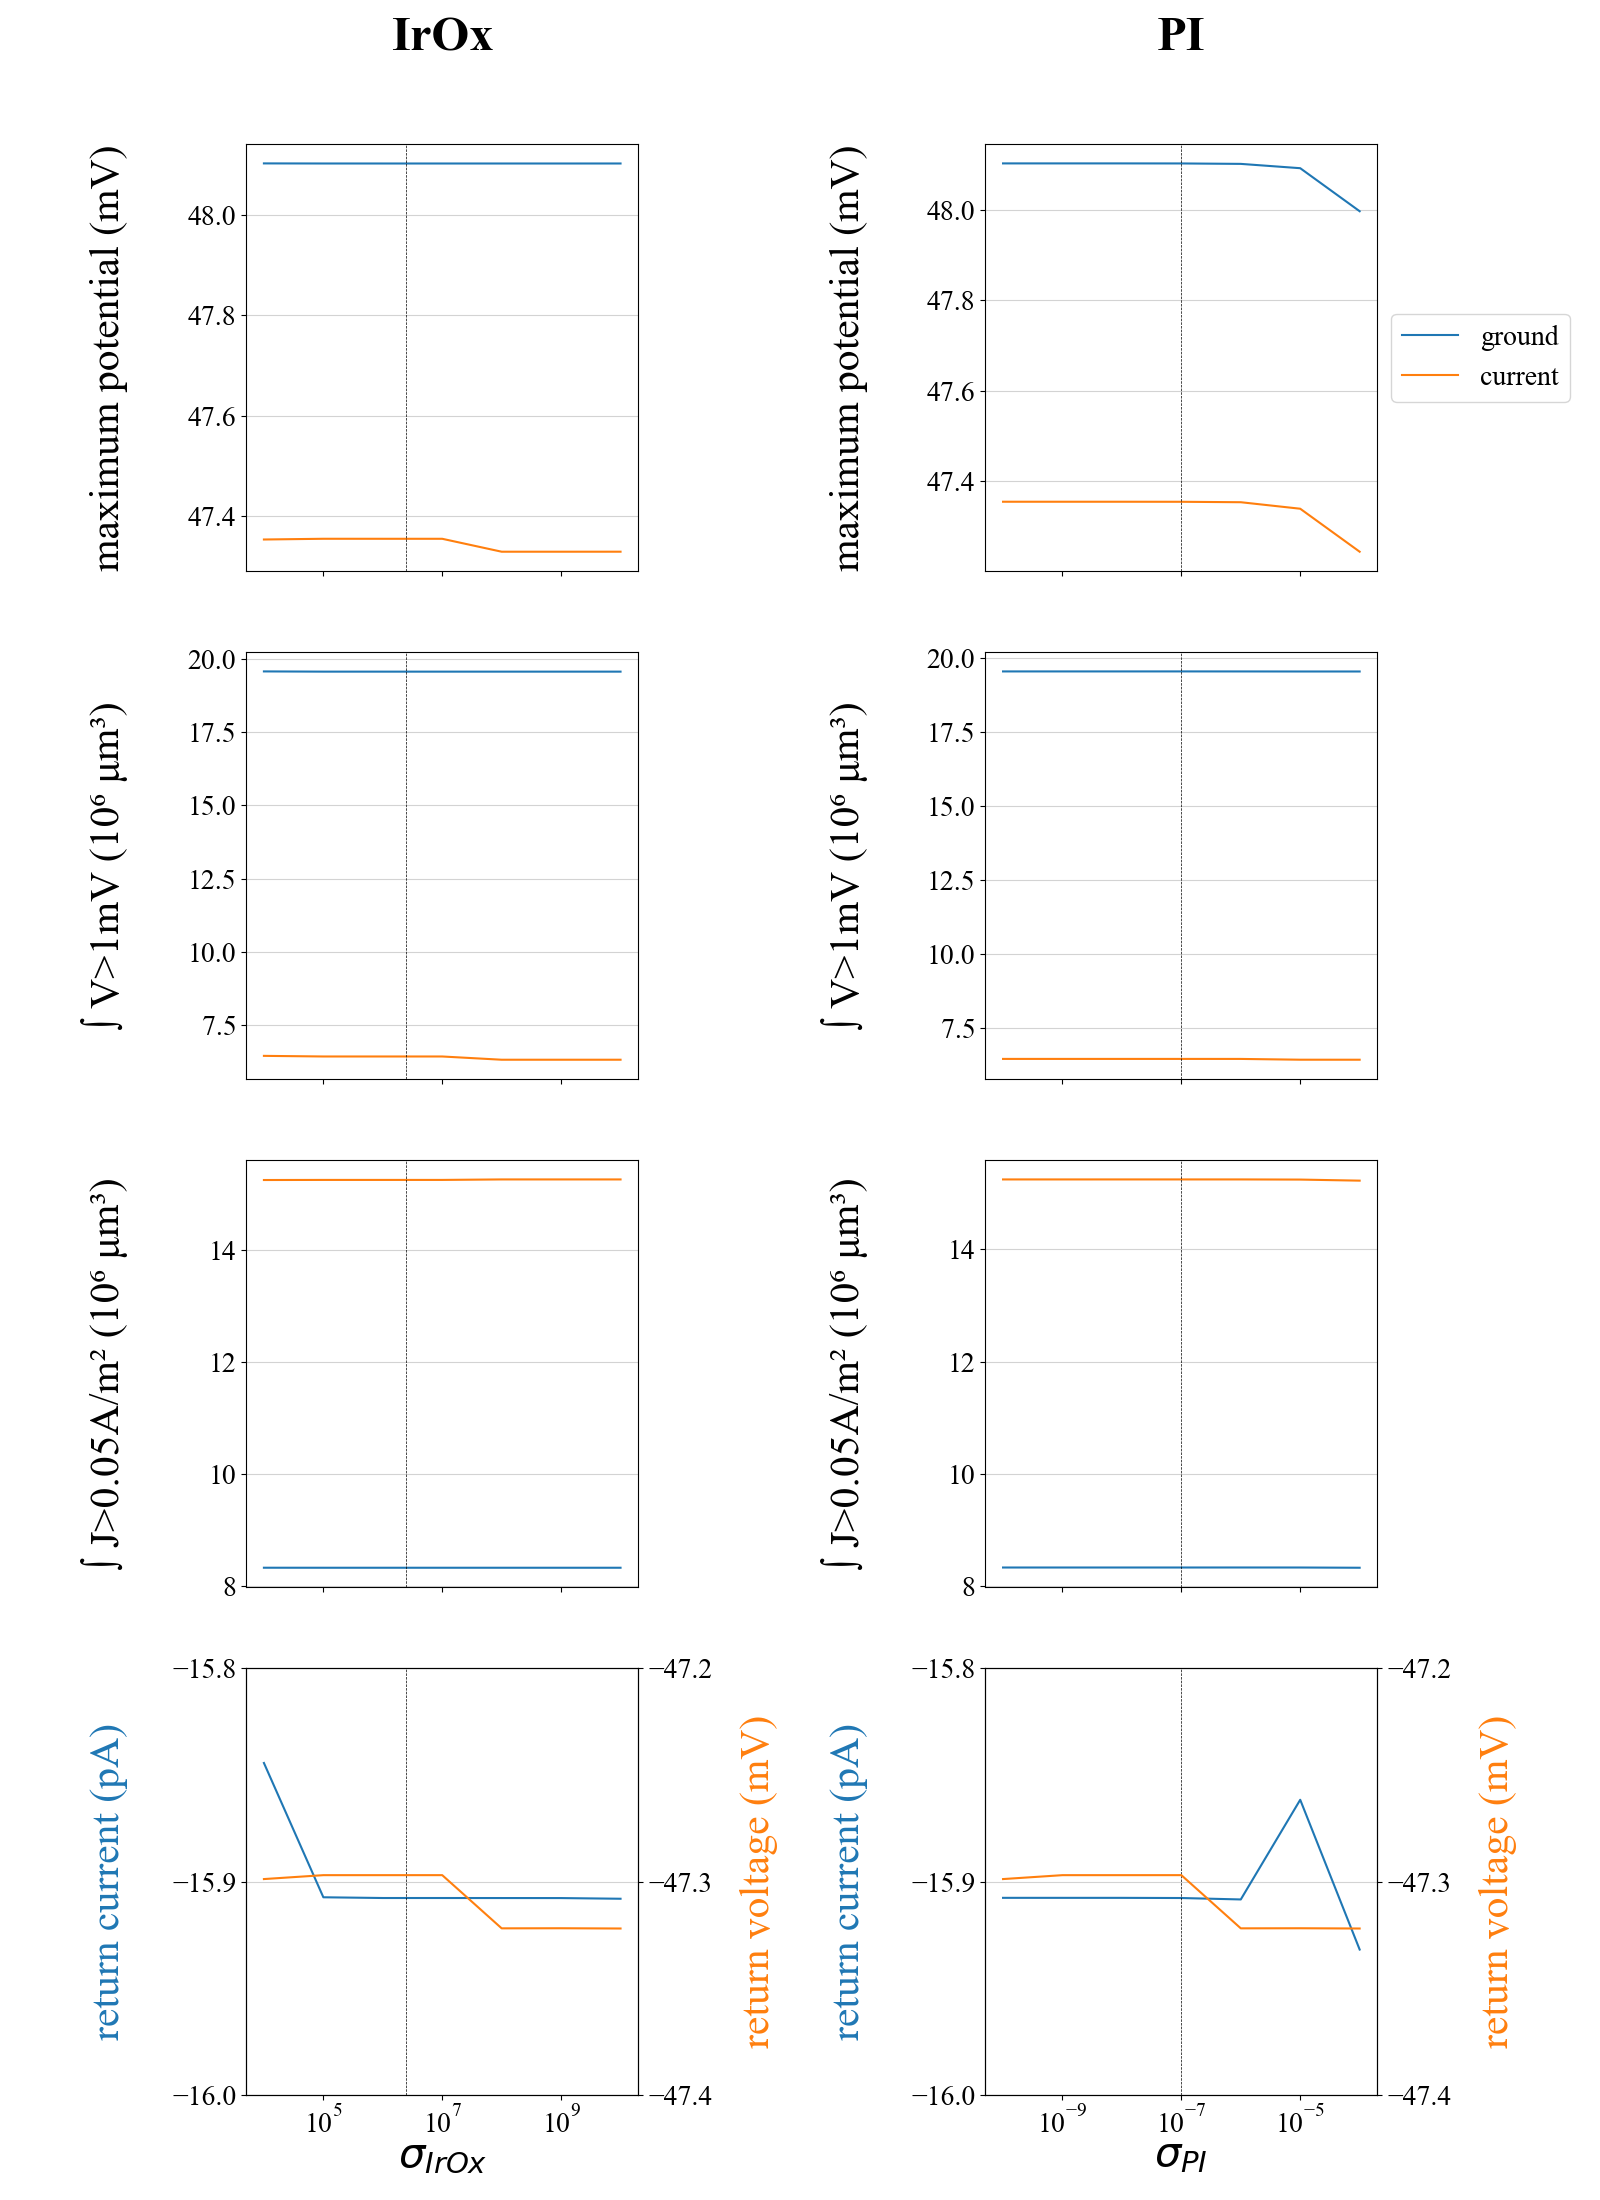 IrOx
PI
maximum potential (mV)
48.0
47.8
47.6
47.4
maximum potential (mV)
48.0
47.8
47.6
47.4
ground
current
∫ V>1mV (10⁶ µm³)
20.0
17.5
15.0
12.5
10.0
7.5
∫ V>1mV (10⁶ µm³)
20.0
17.5
15.0
12.5
10.0
7.5
∫ J>0.05A/m² (10⁶ µm³)
14
12
10
8
∫ J>0.05A/m² (10⁶ µm³)
14
12
10
8
return current (pA)
−15.8
−15.9
−16.0
−47.2
−47.3
−47.4
return voltage (mV)
10⁵
10⁷
10⁹
σ_IrOx
return current (pA)
−15.8
−15.9
−16.0
−47.2
−47.3
−47.4
return voltage (mV)
10⁻⁹
10⁻⁷
10⁻⁵
σ_PI